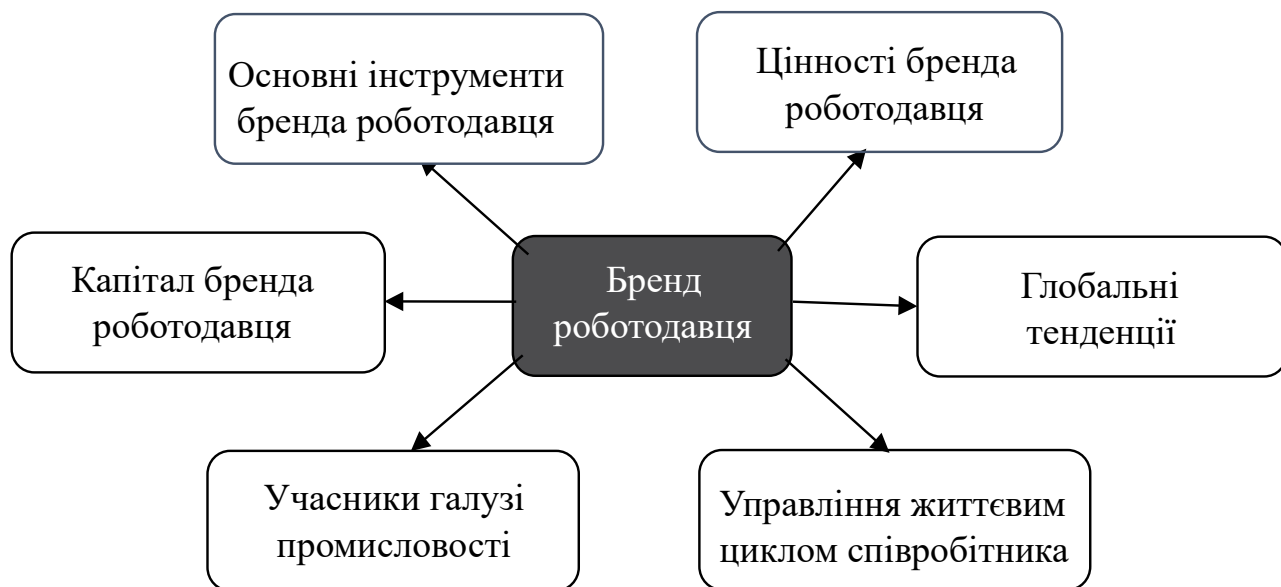 Основні інструменти
бренда роботодавця
Цінності бренда
роботодавця
Капітал бренда
роботодавця
Бренд
роботодавця
Глобальні
тенденції
Учасники галузі
промисловості
Управління життєвим
циклом співробітника